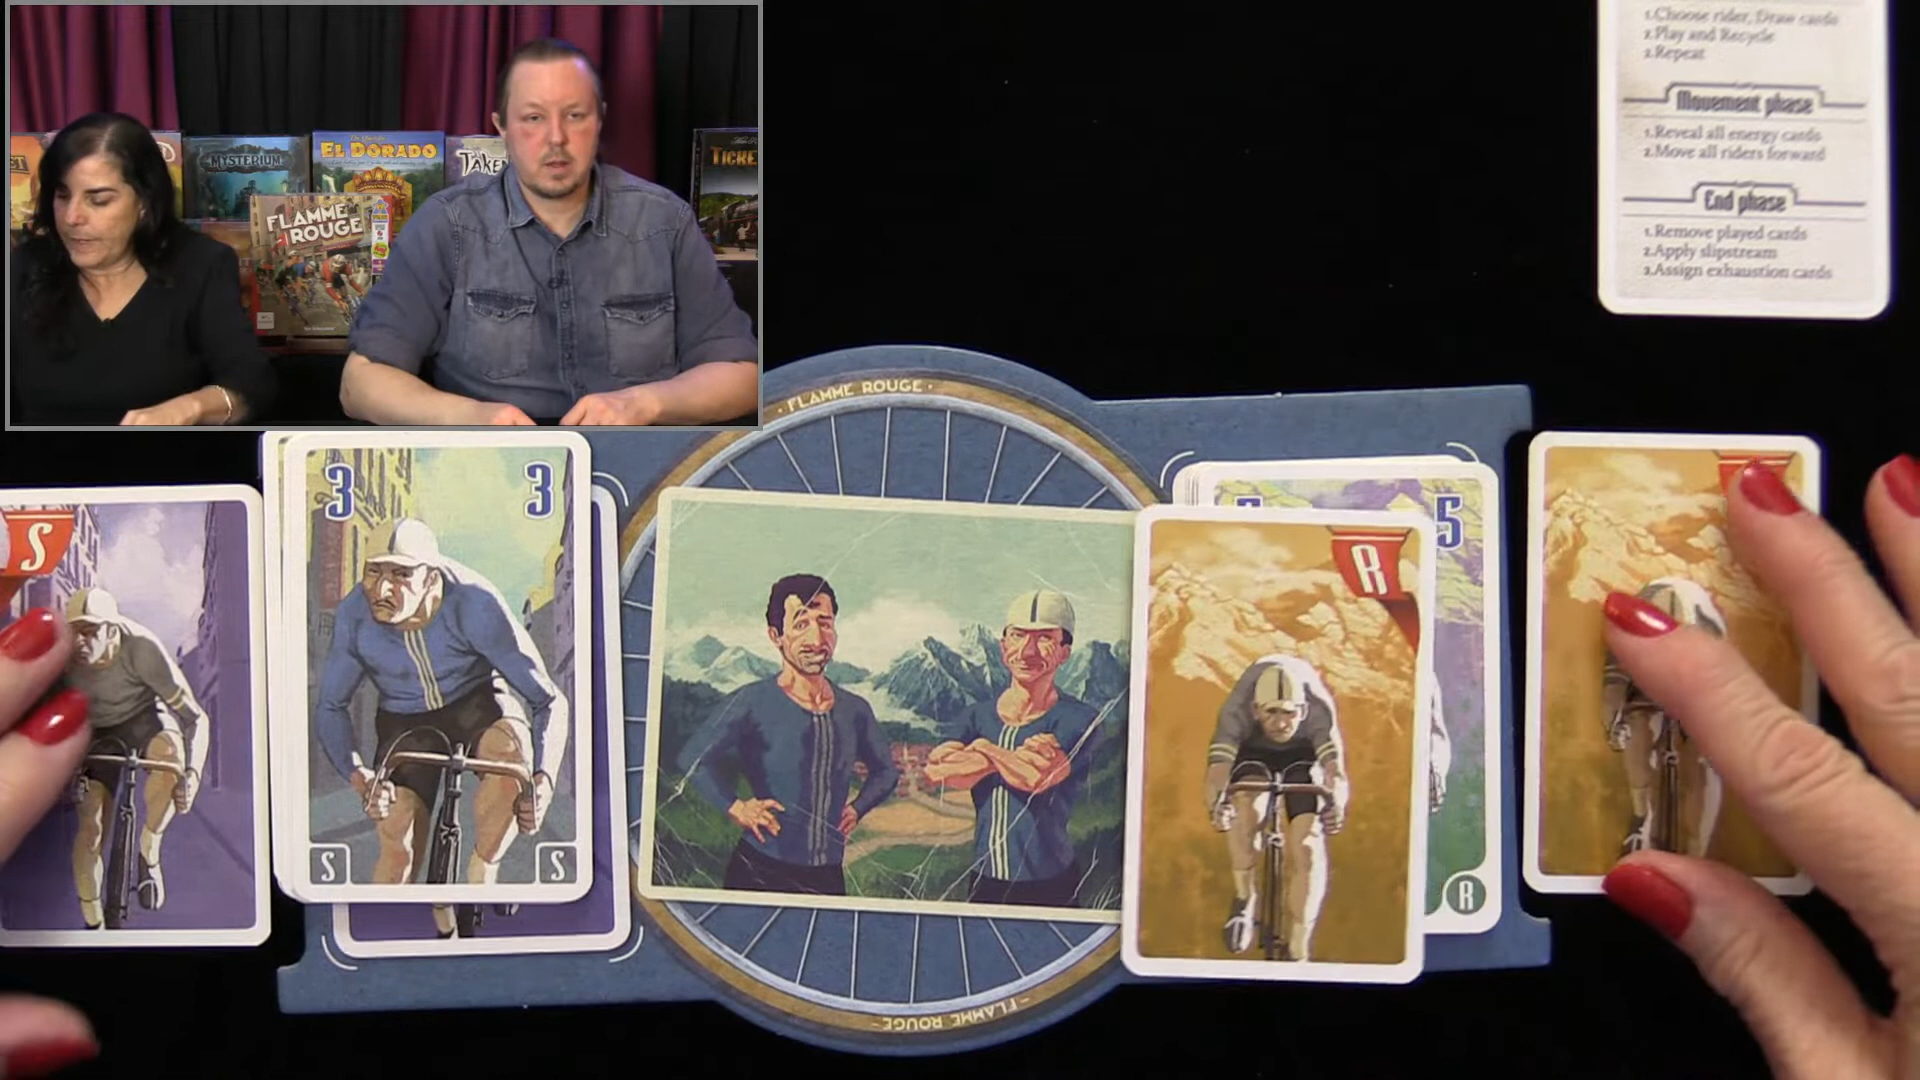 MYSTERIUM
EL DORADO
TAKE
TICKE
FLAMME
ROUGE
1.Choose rider, Draw cards
2.Play and Recycle
3.Repeat
Movement phase
1.Reveal all energy cards
2.Move all riders forward
End phase
1.Remove played cards
2.Apply slipstream
3.Assign exhaustion cards
· FLAMME ROUGE ·
S
3 3
S S
R
5
R
FLAMME ROUGE